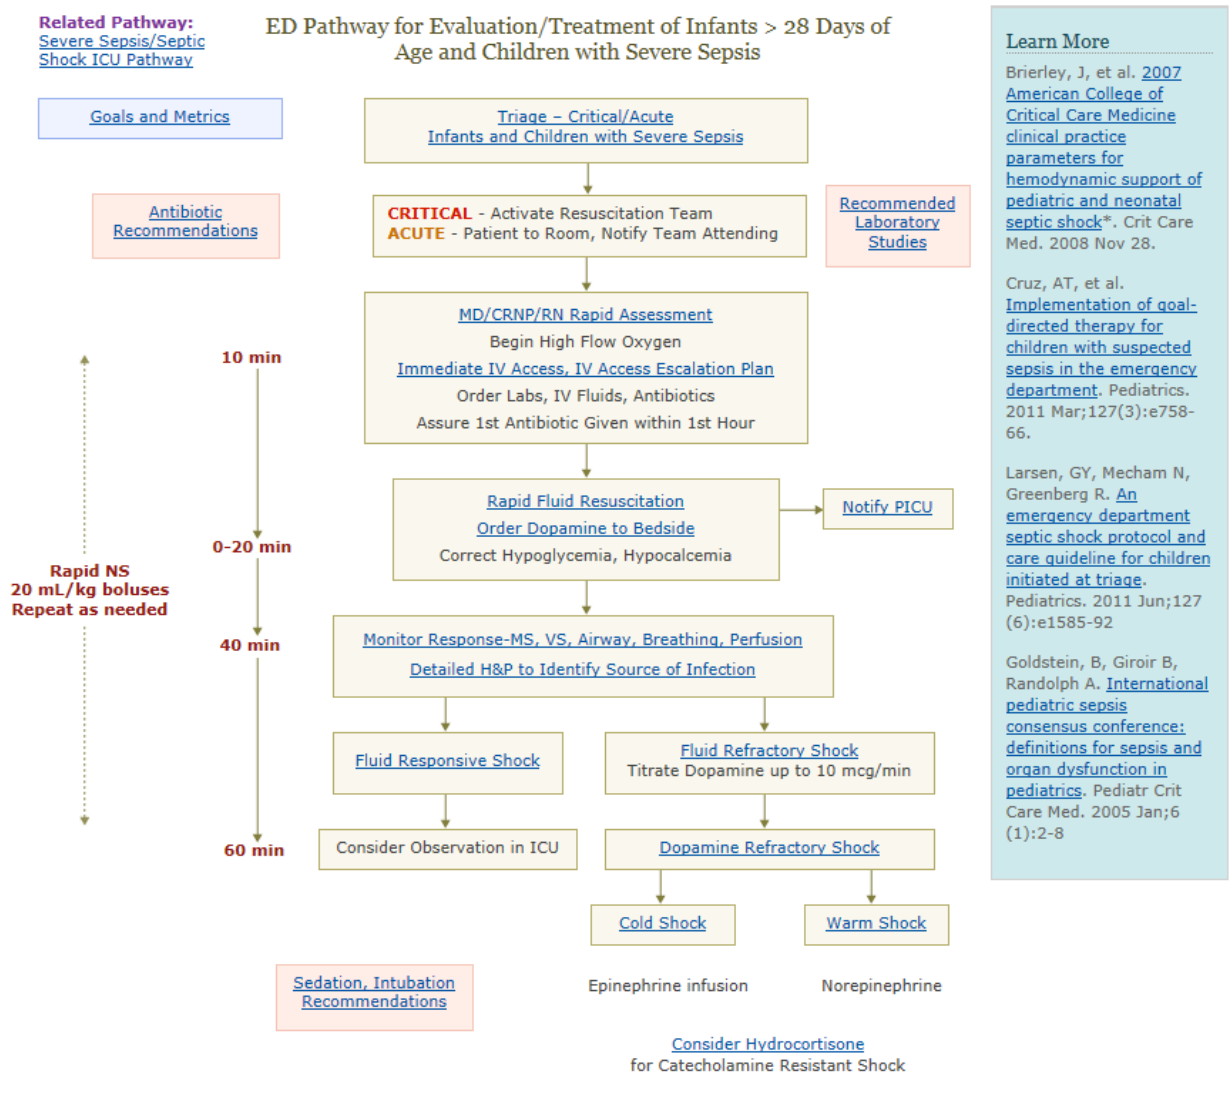 Related Pathway:
Severe Sepsis/Septic
Shock ICU Pathway
ED Pathway for Evaluation/Treatment of Infants > 28 Days of
Age and Children with Severe Sepsis
Goals and Metrics
Triage – Critical/Acute
Infants and Children with Severe Sepsis
Antibiotic
Recommendations
CRITICAL - Activate Resuscitation Team
ACUTE - Patient to Room, Notify Team Attending
Recommended
Laboratory
Studies
MD/CRNP/RN Rapid Assessment
Begin High Flow Oxygen
Immediate IV Access, IV Access Escalation Plan
Order Labs, IV Fluids, Antibiotics
Assure 1st Antibiotic Given within 1st Hour
10 min
Rapid Fluid Resuscitation
Order Dopamine to Bedside
Correct Hypoglycemia, Hypocalcemia
Notify PICU
0-20 min
Rapid NS
20 mL/kg boluses
Repeat as needed
40 min
Monitor Response-MS, VS, Airway, Breathing, Perfusion
Detailed H&P to Identify Source of Infection
Fluid Responsive Shock
Fluid Refractory Shock
Titrate Dopamine up to 10 mcg/min
60 min
Consider Observation in ICU
Dopamine Refractory Shock
Cold Shock
Warm Shock
Sedation, Intubation
Recommendations
Epinephrine infusion
Norepinephrine
Consider Hydrocortisone
for Catecholamine Resistant Shock
Learn More
Brierley, J, et al. 2007
American College of
Critical Care Medicine
clinical practice
parameters for
hemodynamic support of
pediatric and neonatal
septic shock*. Crit Care
Med. 2008 Nov 28.
Cruz, AT, et al.
Implementation of goal-
directed therapy for
children with suspected
sepsis in the emergency
department. Pediatrics.
2011 Mar;127(3):e758-
66.
Larsen, GY, Mecham N,
Greenberg R. An
emergency department
septic shock protocol and
care guideline for children
initiated at triage.
Pediatrics. 2011 Jun;127
(6):e1585-92
Goldstein, B, Giroir B,
Randolph A. International
pediatric sepsis
consensus conference:
definitions for sepsis and
organ dysfunction in
pediatrics. Pediatr Crit
Care Med. 2005 Jan;6
(1):2-8